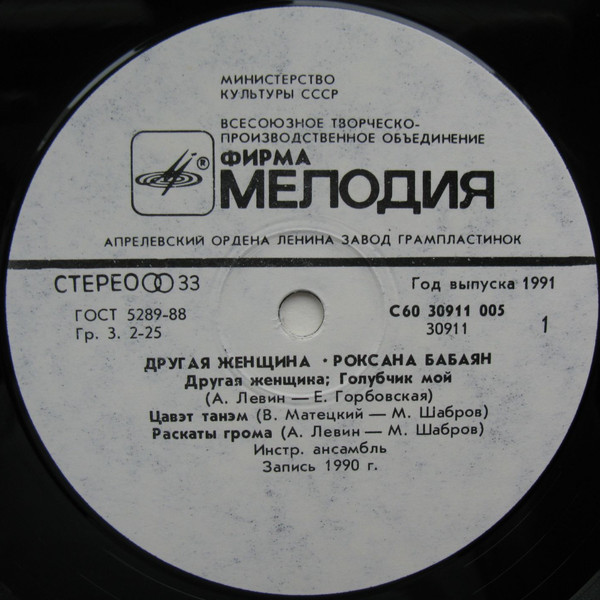 МИНИСТЕРСТВО
КУЛЬТУРЫ СССР
ВСЕСОЮЗНОЕ ТВОРЧЕСКО-
ПРОИЗВОДСТВЕННОЕ ОБЪЕДИНЕНИЕ
ФИРМА
® МЕЛОДИЯ
АПРЕЛЕВСКИЙ ОРДЕНА ЛЕНИНА ЗАВОД ГРАМПЛАСТИНОК
СТЕРЕО 33 Год выпуска 1991
ГОСТ 5289-88 С60 30911 005
Гр. 3. 2-25 30911 1
ДРУГАЯ ЖЕНЩИНА · РОКСАНА БАБАЯН
Другая женщина; Голубчик мой
(А. Левин — Е. Горбовская)
Цавэт танэм (В. Матецкий — М. Шабров)
Раскаты грома (А. Левин — М. Шабров)
Инстр. ансамбль
Запись 1990 г.